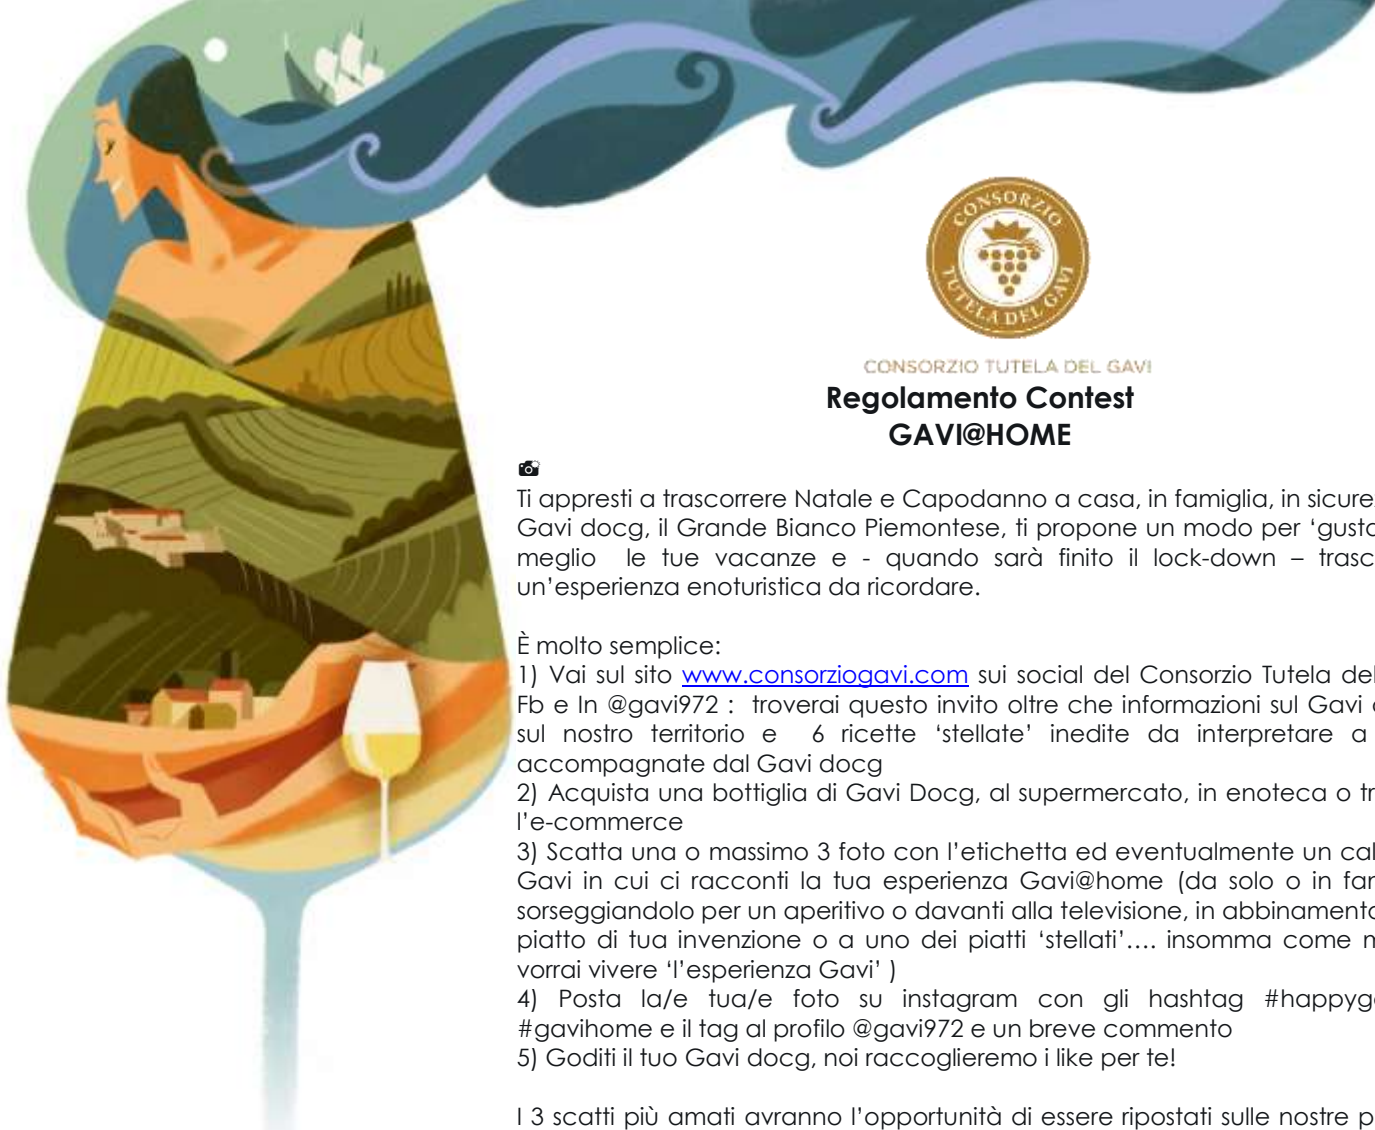 CONSORZIO
TUTELA DEL GAVI
CONSORZIO TUTELA DEL GAVI
Regolamento Contest
GAVI@HOME
Ti appresti a trascorrere Natale e Capodanno a casa, in famiglia, in
Gavi docg, il Grande Bianco Piemontese, ti propone un modo per
meglio le tue vacanze e - quando sarà finito il lock-down –
un’esperienza enoturistica da ricordare.
È molto semplice:
1) Vai sul sito www.consorziogavi.com sui social del Consorzio Tutela
Fb e In @gavi972 : troverai questo invito oltre che informazioni sul Gavi
sul nostro territorio e 6 ricette ‘stellate’ inedite da interpretare a
accompagnate dal Gavi docg
2) Acquista una bottiglia di Gavi Docg, al supermercato, in enoteca o
l’e-commerce
3) Scatta una o massimo 3 foto con l’etichetta ed eventualmente un
Gavi in cui ci racconti la tua esperienza Gavi@home (da solo o in
sorseggiandolo per un aperitivo o davanti alla televisione, in
piatto di tua invenzione o a uno dei piatti ‘stellati’…. insomma come
vorrai vivere ‘l’esperienza Gavi’ )
4) Posta la/e tua/e foto su instagram con gli hashtag
#gavihome e il tag al profilo @gavi972 e un breve commento
5) Goditi il tuo Gavi docg, noi raccoglieremo i like per te!
I 3 scatti più amati avranno l’opportunità di essere ripostati sulle nostre